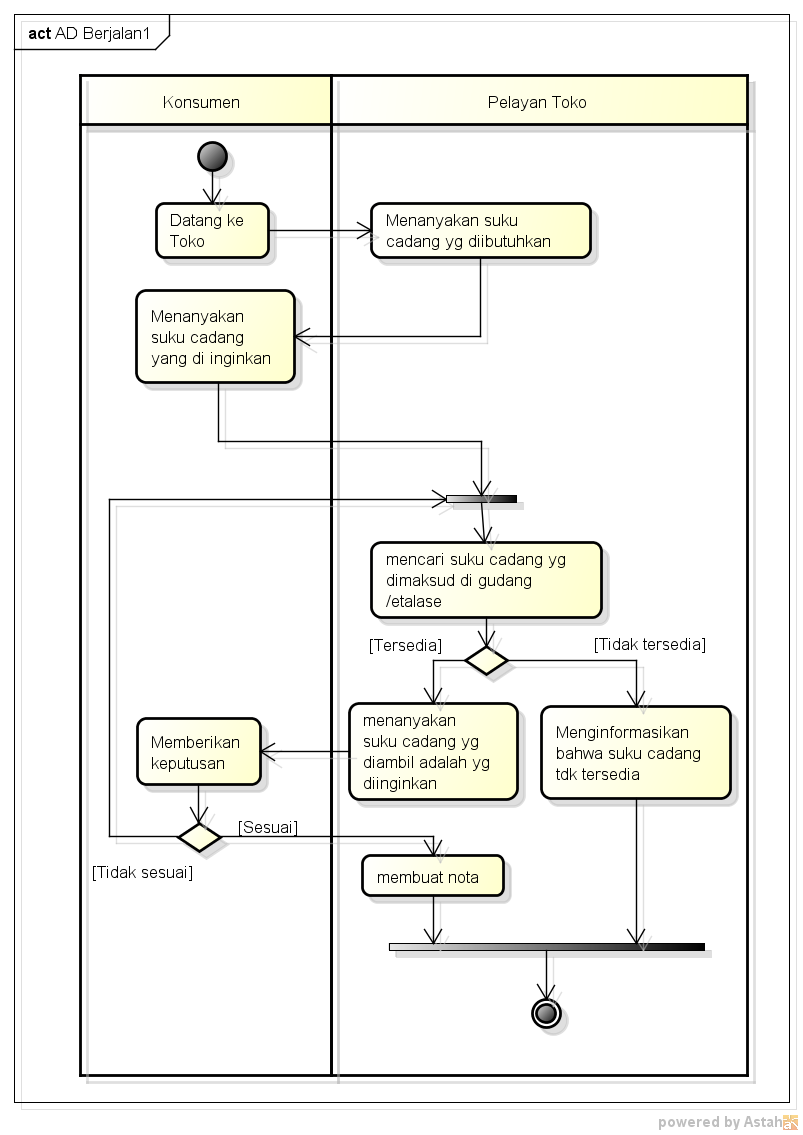 act AD Berjalan1
Konsumen
Pelayan Toko
Datang ke
Toko
Menanyakan suku
cadang yg diibutuhkan
Menanyakan
suku cadang
yang di inginkan
mencari suku cadang yg
dimaksud di gudang
/etalase
[Tersedia]
[Tidak tersedia]
menanyakan
suku cadang yg
diambil adalah yg
diinginkan
Menginformasikan
bahwa suku cadang
tdk tersedia
Memberikan
keputusan
[Sesuai]
[Tidak sesuai]
membuat nota
powered by Astah